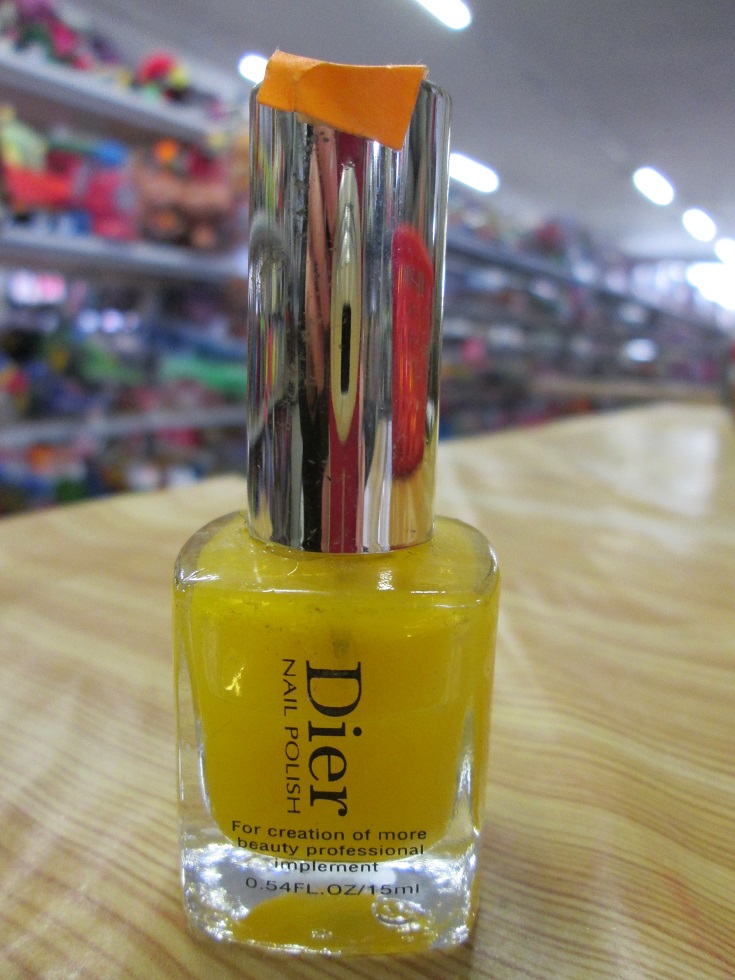 Dier
NAIL POLISH
For creation of more
beauty professional
implement
0.54FL.OZ/15ml